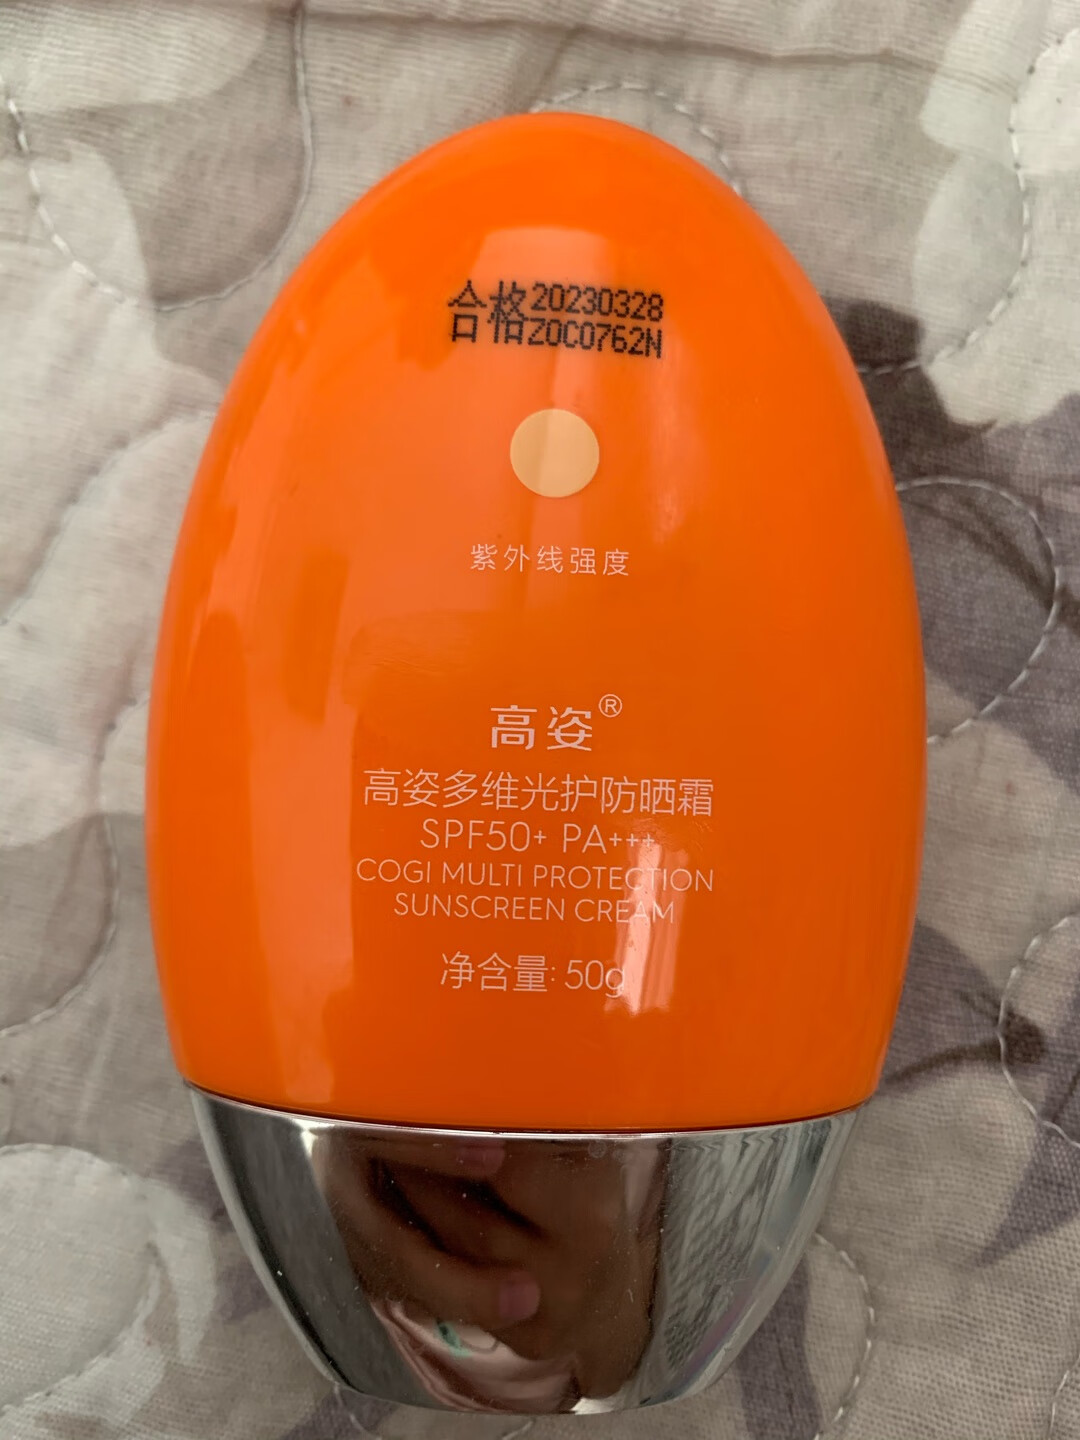 合格20230328
Z0C0762N
紫外线强度
高姿®
高姿多维光护防晒霜
SPF50+ PA+++
COGI MULTI PROTECTION
SUNSCREEN CREAM
净含量: 50g